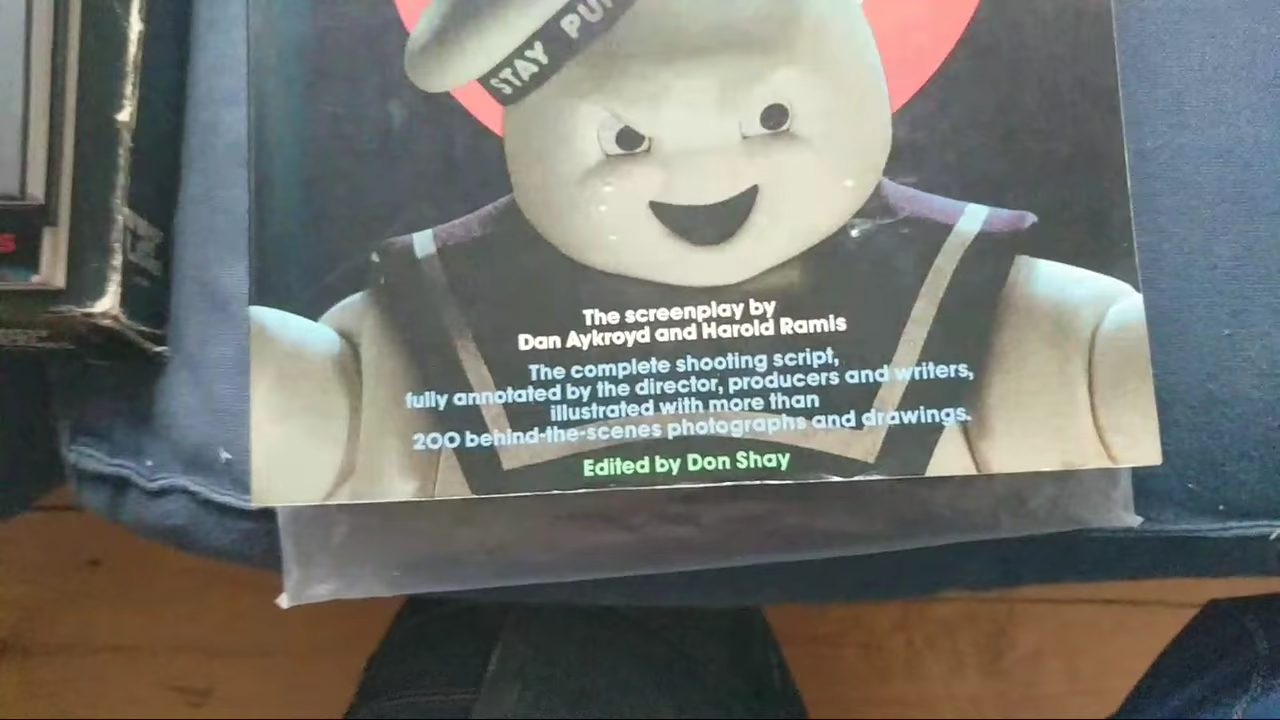 STAY PU
The screenplay by
Dan Aykroyd and Harold Ramis
The complete shooting script,
fully annotated by the director, producers and writers,
illustrated with more than
200 behind-the-scenes photographs and drawings.
Edited by Don Shay